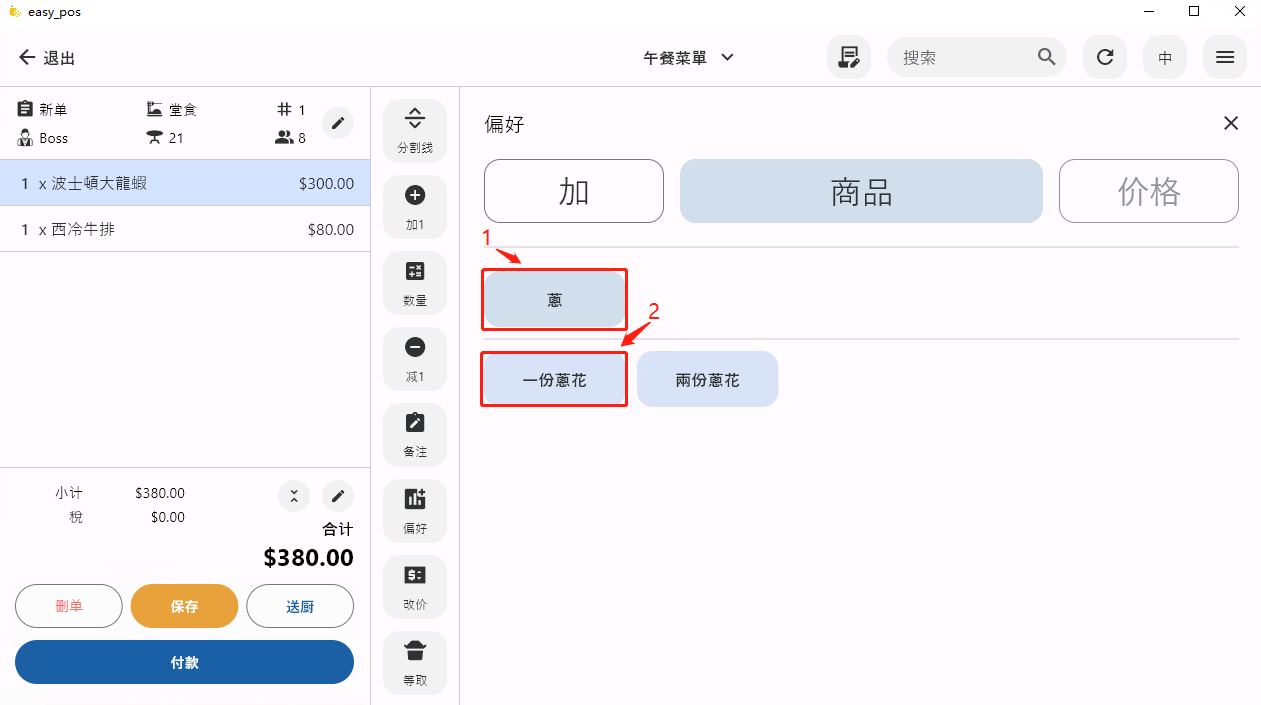 easy_pos
退出
午餐菜單
搜索
中
新单
堂食
1
Boss
21
8
1 x 波士頓大龍蝦 $300.00
1 x 西冷牛排 $80.00
小计 $380.00
税 $0.00
合计
$380.00
删单
保存
送厨
付款
分割线
加1
数量
减1
备注
偏好
改价
等取
偏好
加
商品
价格
1
蔥
2
一份蔥花
兩份蔥花